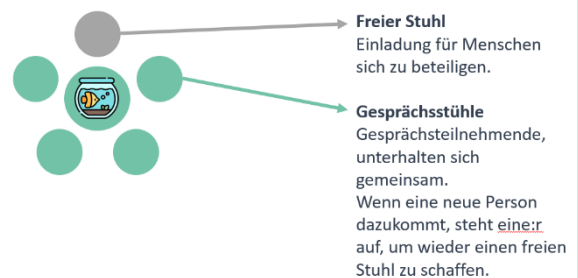 Freier Stuhl
Einladung für Menschen
sich zu beteiligen.
Gesprächsstühle
Gesprächsteilnehmende,
unterhalten sich
gemeinsam.
Wenn eine neue Person
dazukommt, steht eine:r
auf, um wieder einen freien
Stuhl zu schaffen.